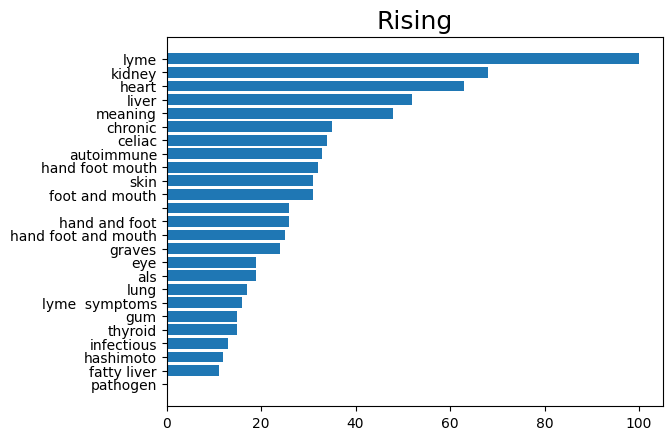 Rising
lyme
kidney
heart
liver
meaning
chronic
celiac
autoimmune
hand foot mouth
skin
foot and mouth
hand and foot
hand foot and mouth
graves
eye
als
lung
lyme  symptoms
gum
thyroid
infectious
hashimoto
fatty liver
pathogen
0 20 40 60 80 100